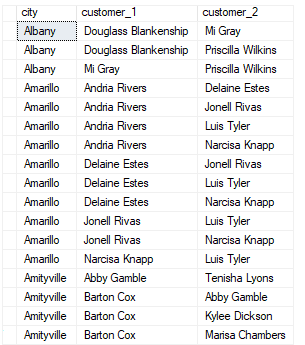 city customer_1 customer_2
Albany Douglass Blankenship Mi Gray
Albany Douglass Blankenship Priscilla Wilkins
Albany Mi Gray Priscilla Wilkins
Amarillo Andria Rivers Delaine Estes
Amarillo Andria Rivers Jonell Rivas
Amarillo Andria Rivers Luis Tyler
Amarillo Andria Rivers Narcisa Knapp
Amarillo Delaine Estes Jonell Rivas
Amarillo Delaine Estes Luis Tyler
Amarillo Delaine Estes Narcisa Knapp
Amarillo Jonell Rivas Luis Tyler
Amarillo Jonell Rivas Narcisa Knapp
Amarillo Narcisa Knapp Luis Tyler
Amityville Abby Gamble Tenisha Lyons
Amityville Barton Cox Abby Gamble
Amityville Barton Cox Kylee Dickson
Amityville Barton Cox Marisa Chambers